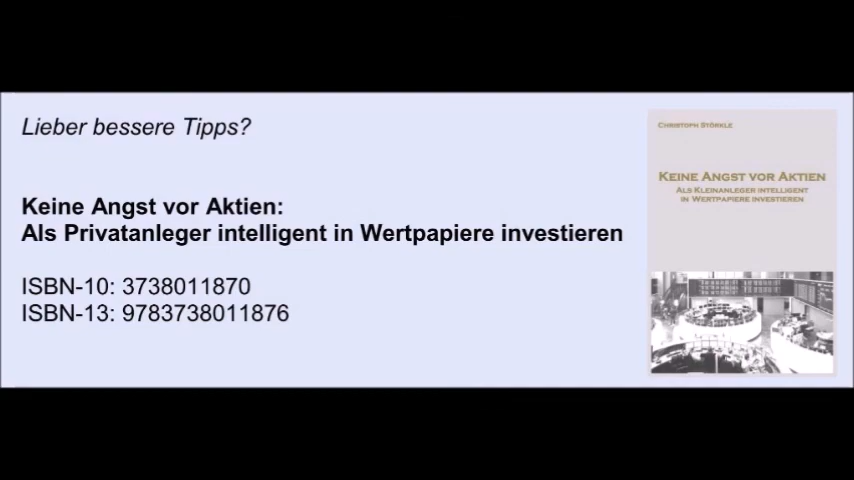 Lieber bessere Tipps?
Keine Angst vor Aktien:
Als Privatanleger intelligent in Wertpapiere investieren
ISBN-10: 3738011870
ISBN-13: 9783738011876
CHRISTOPH STÖRKLE
KEINE ANGST VOR AKTIEN
ALS KLEINANLEGER INTELLIGENT
IN WERTPAPIERE INVESTIEREN